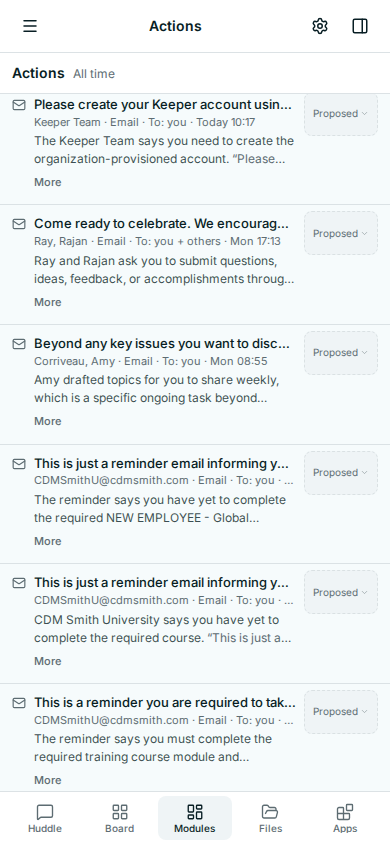 Actions
Actions All time
Please create your Keeper account usin...
Proposed
Keeper Team · Email · To: you · Today 10:17
The Keeper Team says you need to create the
organization-provisioned account. “Please...
More
Come ready to celebrate. We encourag...
Proposed
Ray, Rajan · Email · To: you + others · Mon 17:13
Ray and Rajan ask you to submit questions,
ideas, feedback, or accomplishments throug...
More
Beyond any key issues you want to disc...
Proposed
Corriveau, Amy · Email · To: you · Mon 08:55
Amy drafted topics for you to share weekly,
which is a specific ongoing task beyond...
More
This is just a reminder email informing y...
Proposed
CDMSmithU@cdmsmith.com · Email · To: you · ...
The reminder says you have yet to complete
the required NEW EMPLOYEE - Global...
More
This is just a reminder email informing y...
Proposed
CDMSmithU@cdmsmith.com · Email · To: you · ...
CDM Smith University says you have yet to
complete the required course. “This is just a...
More
This is a reminder you are required to tak...
Proposed
CDMSmithU@cdmsmith.com · Email · To: you · ...
The reminder says you must complete the
required training course module and...
More
Huddle Board Modules Files Apps